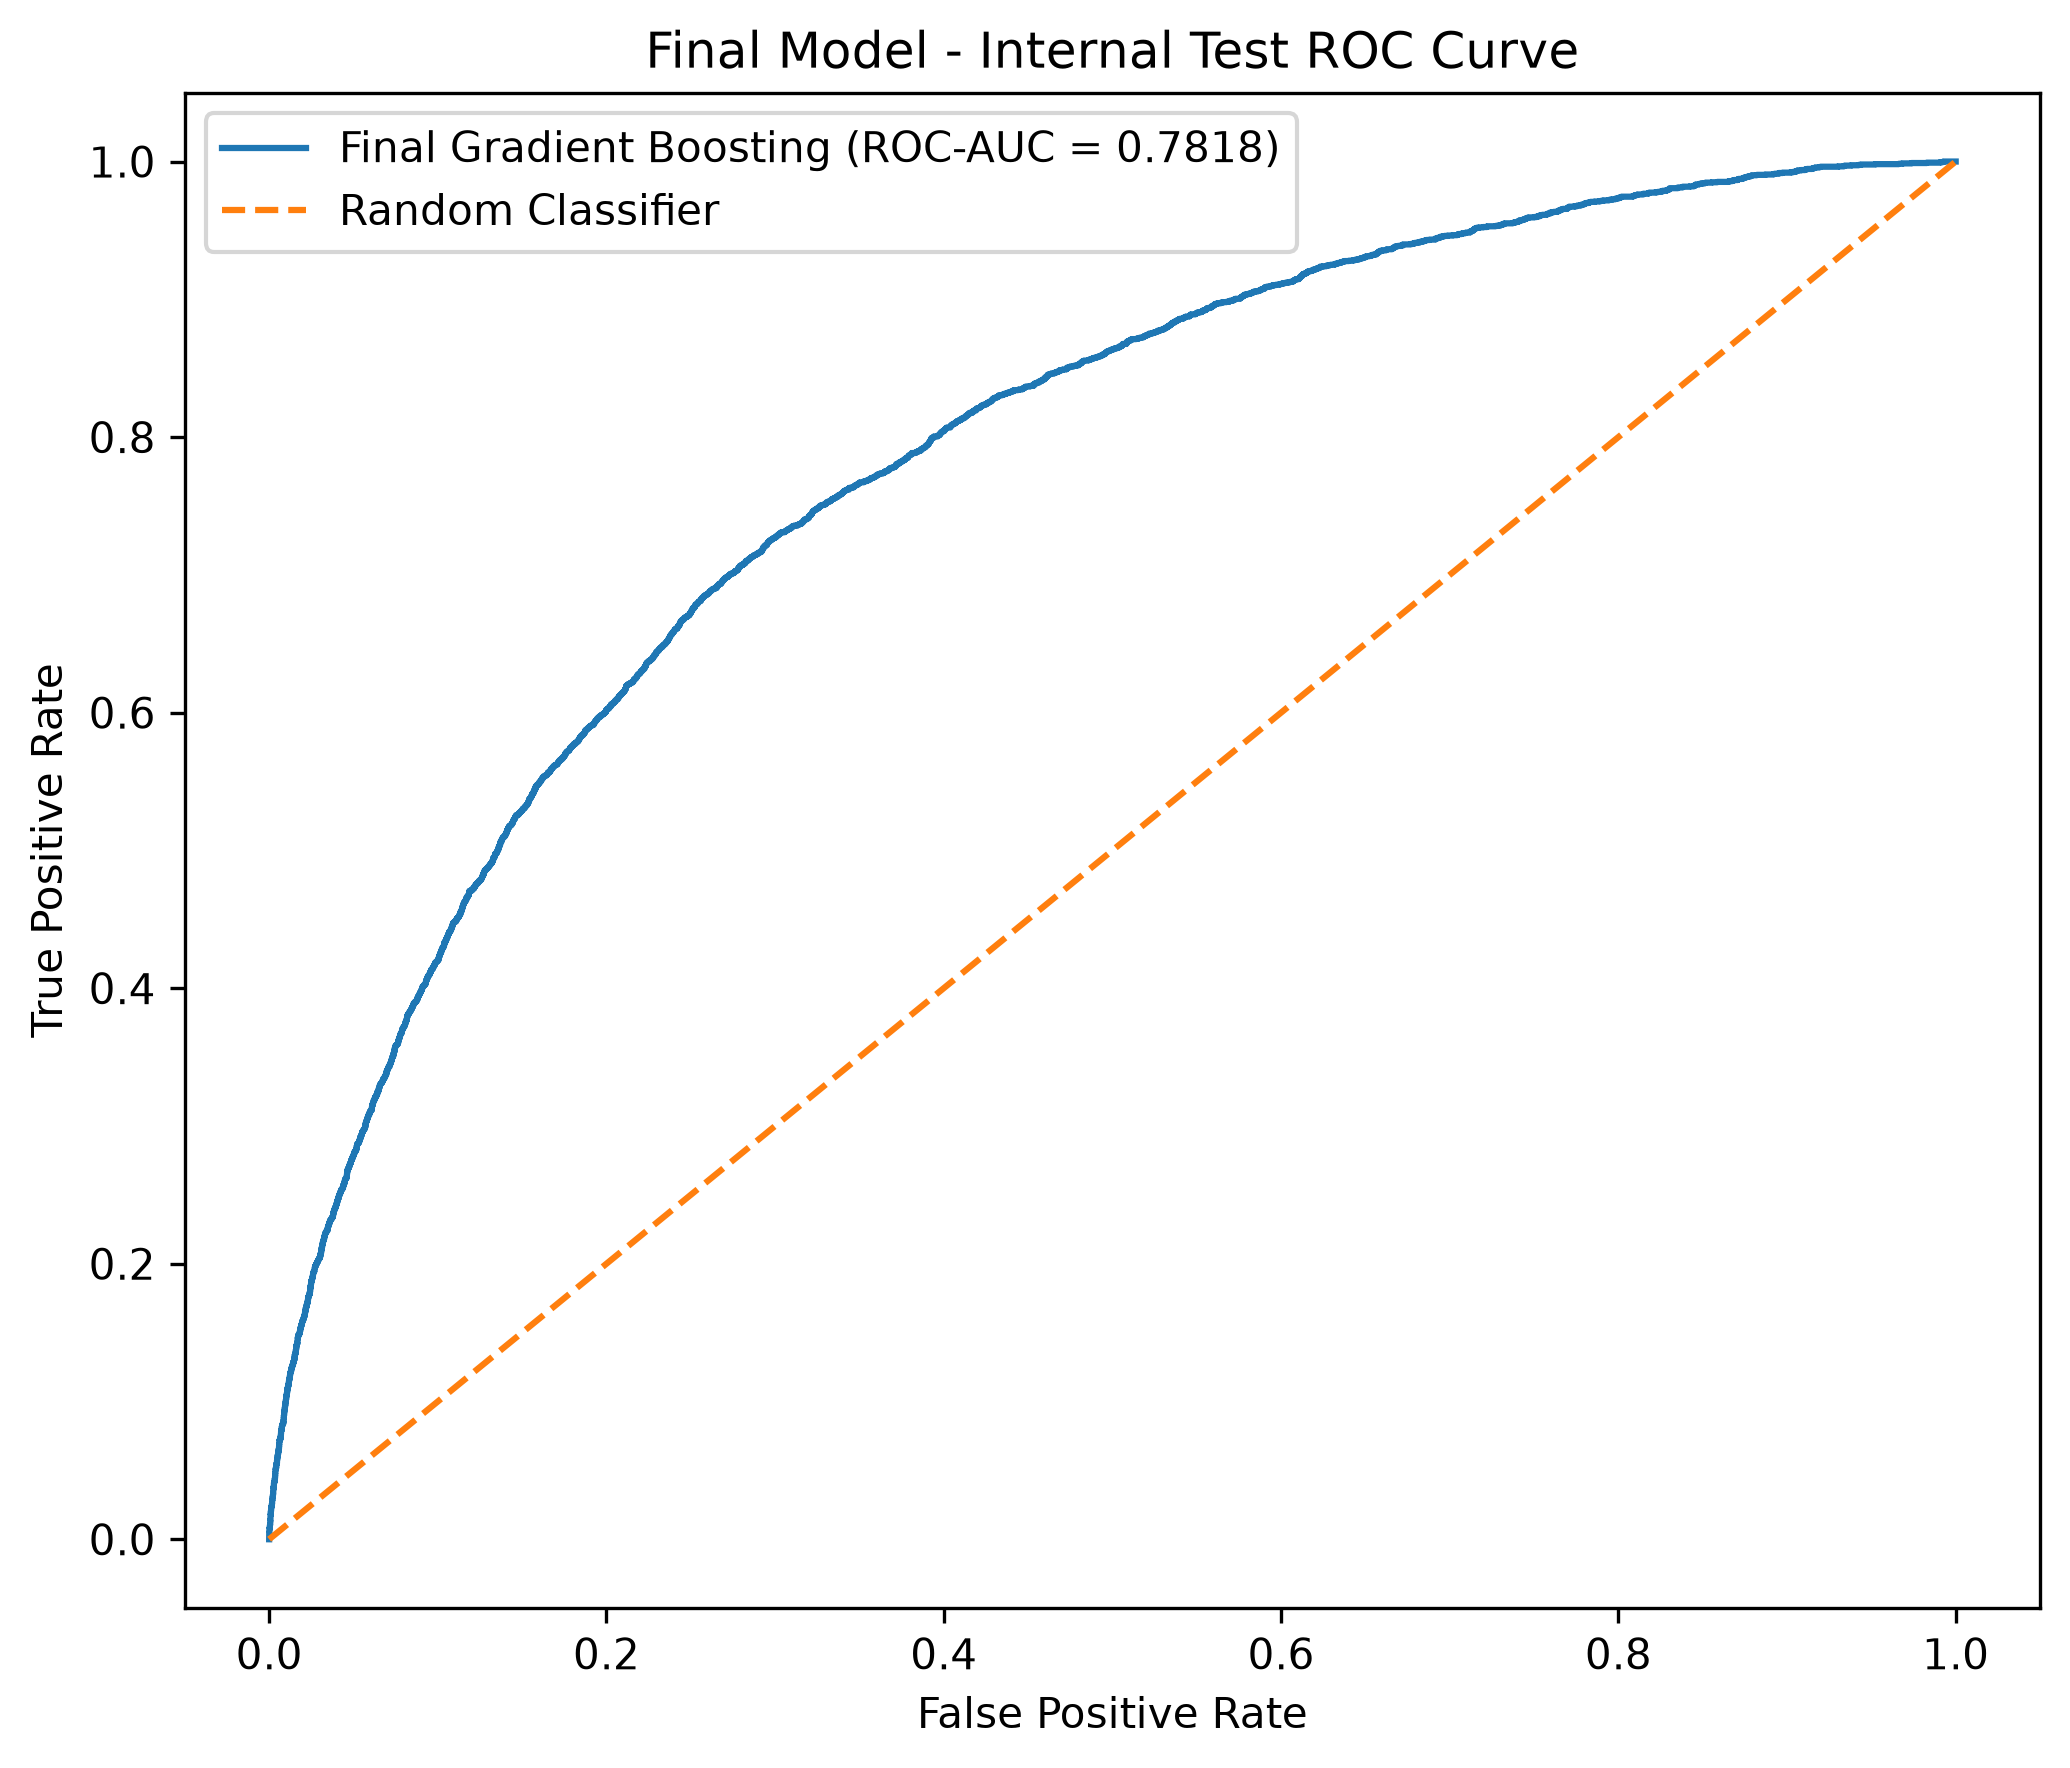 Final Model - Internal Test ROC Curve
Final Gradient Boosting (ROC-AUC = 0.7818)
Random Classifier
True Positive Rate
1.0
0.8
0.6
0.4
0.2
0.0
0.0 0.2 0.4 0.6 0.8 1.0
False Positive Rate